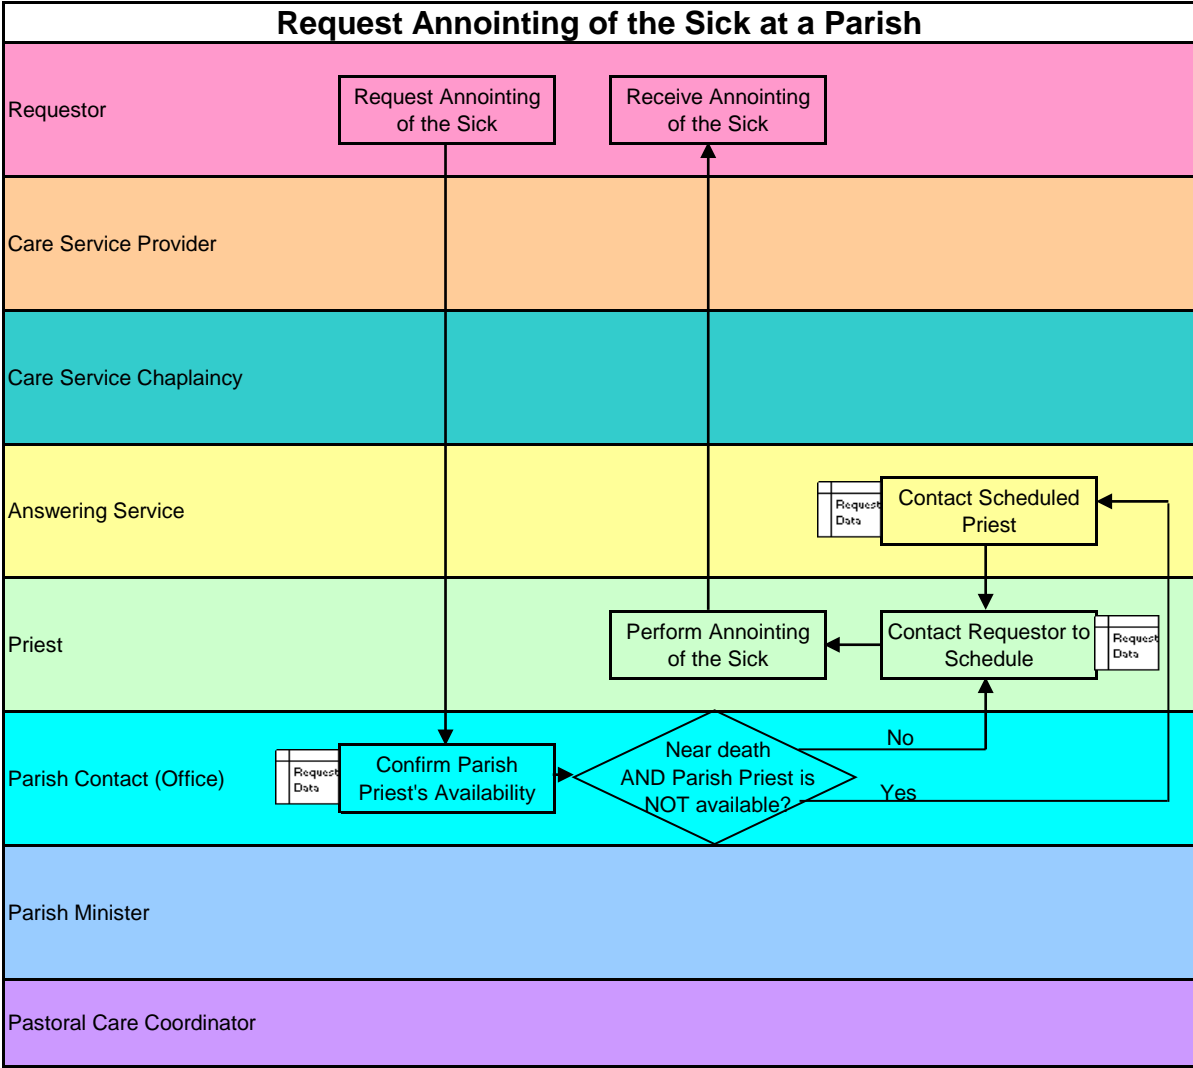 Request Annointing of the Sick at a Parish
Requestor
Request Annointing
of the Sick
Receive Annointing
of the Sick
Care Service Provider
Care Service Chaplaincy
Answering Service
Request
Data
Contact Scheduled
Priest
Priest
Perform Annointing
of the Sick
Contact Requestor to
Schedule
Request
Data
Parish Contact (Office)
Request
Data
Confirm Parish
Priest's Availability
Near death
AND Parish Priest is
NOT available?
No
Yes
Parish Minister
Pastoral Care Coordinator